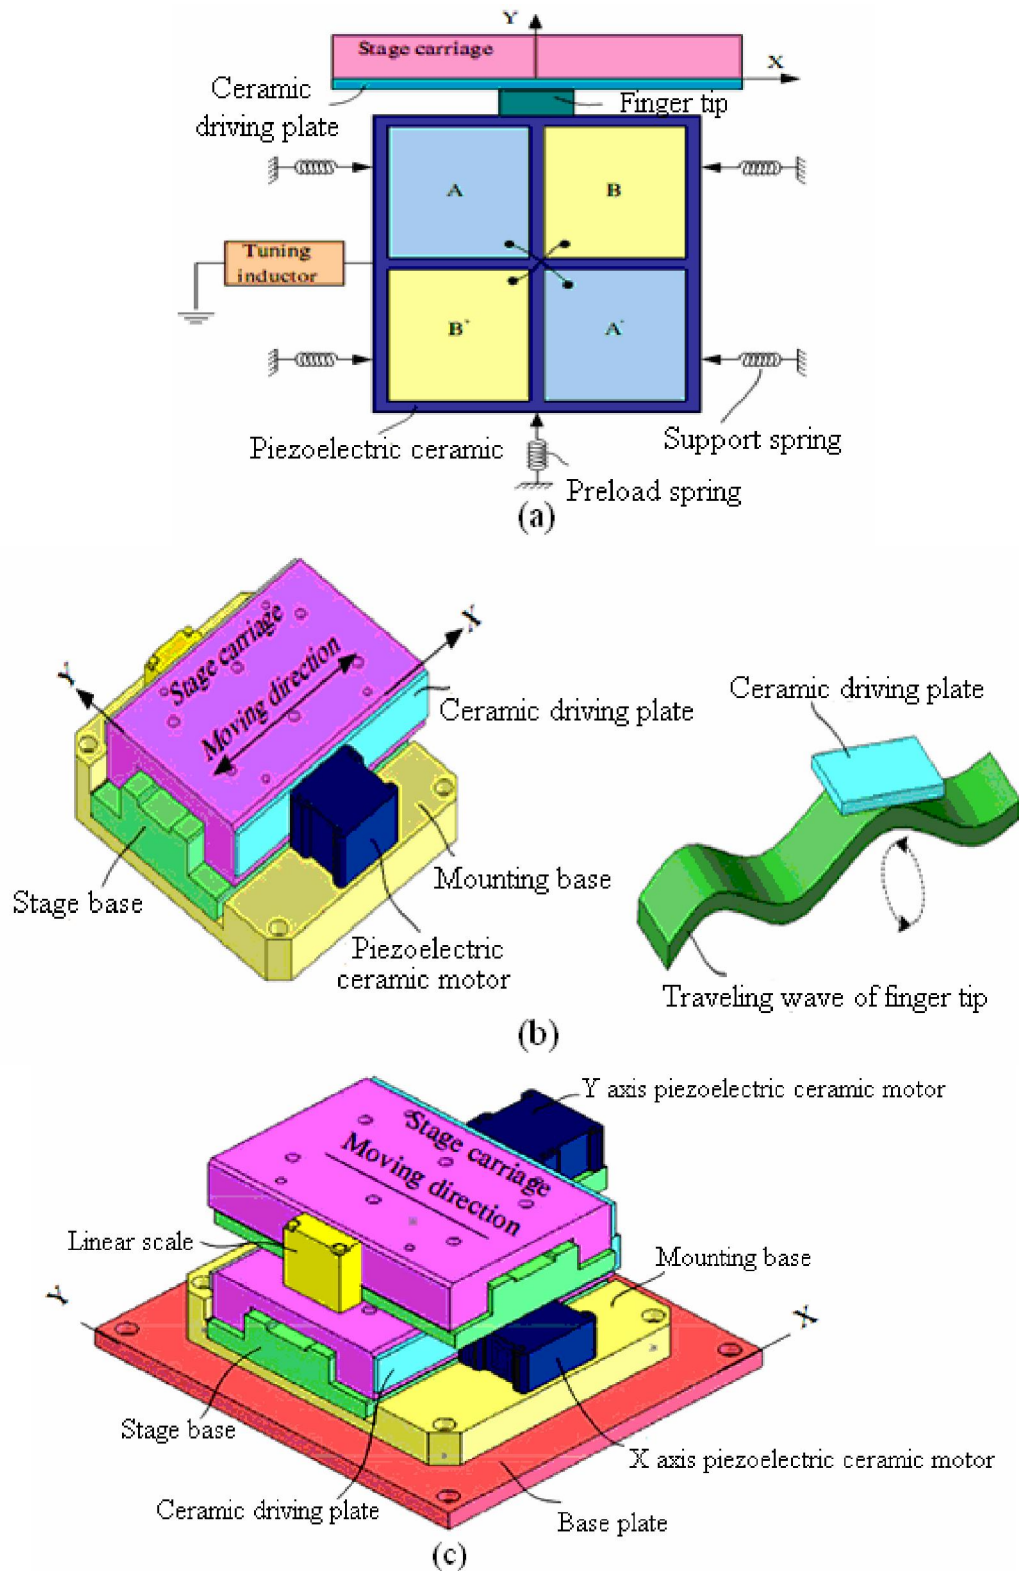 Y
Stage carriage
X
Ceramic
driving plate
Finger tip
A
B
Tuning
inductor
B'
A'
Piezoelectric ceramic
Support spring
Preload spring
(a)
X
Stage carriage
Moving direction
Y
Ceramic driving plate
Ceramic driving plate
Mounting base
Stage base
Piezoelectric
ceramic motor
Traveling wave of finger tip
(b)
Y axis piezoelectric ceramic motor
Stage carriage
Moving direction
Linear scale
Mounting base
Y
X
Stage base
X axis piezoelectric ceramic motor
Ceramic driving plate
Base plate
(c)